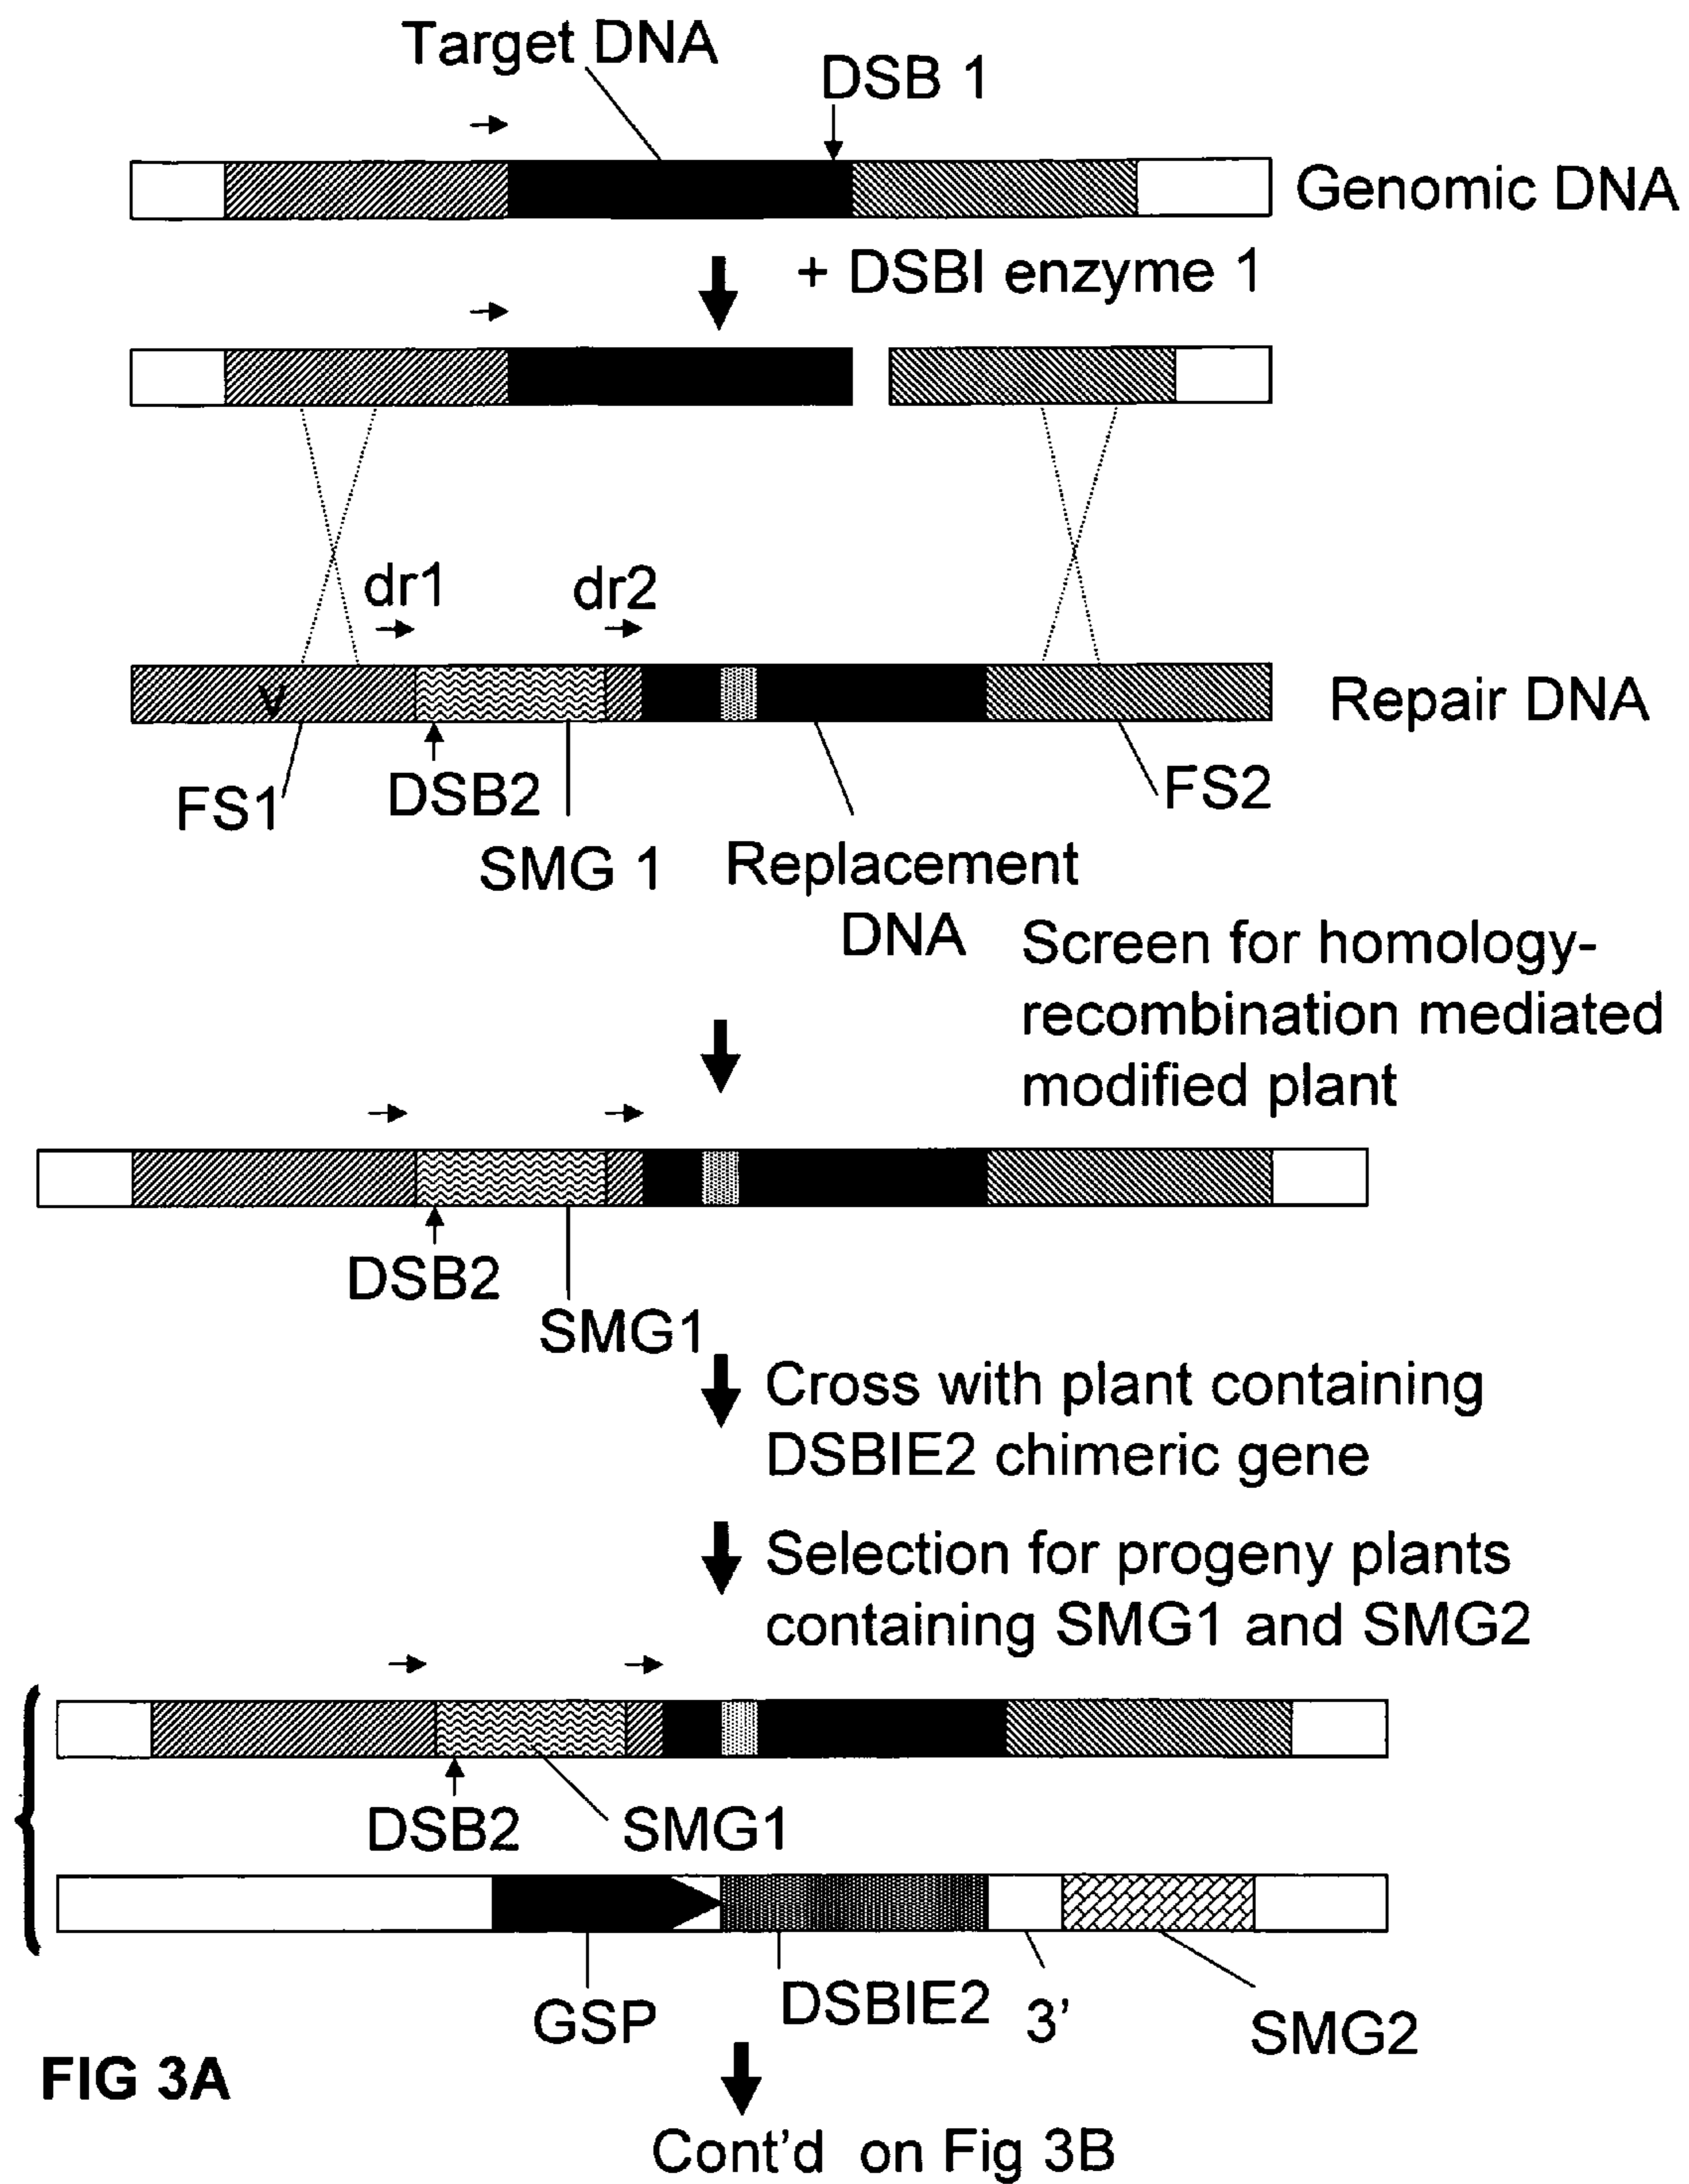 Target DNA
DSB 1
Genomic DNA
+ DSBI enzyme 1
dr1
dr2
Repair DNA
FS1
DSB2
FS2
SMG 1
Replacement
DNA
Screen for homology-
recombination mediated
modified plant
DSB2
SMG1
Cross with plant containing
DSBIE2 chimeric gene
Selection for progeny plants
containing SMG1 and SMG2
DSB2
SMG1
GSP
DSBIE2
3'
SMG2
FIG 3A
Cont'd on Fig 3B